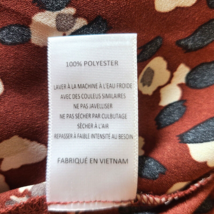 100% POLYESTER
LAVER À LA MACHINE À L'EAU FROIDE
AVEC DES COULEURS SIMILAIRES
NE PAS JAVELLISER
NE PAS SÉCHER PAR CULBUTAGE
SÉCHER À L'AIR
REPASSER À FAIBLE INTENSITÉ AU BESOIN
FABRIQUÉ EN VIETNAM